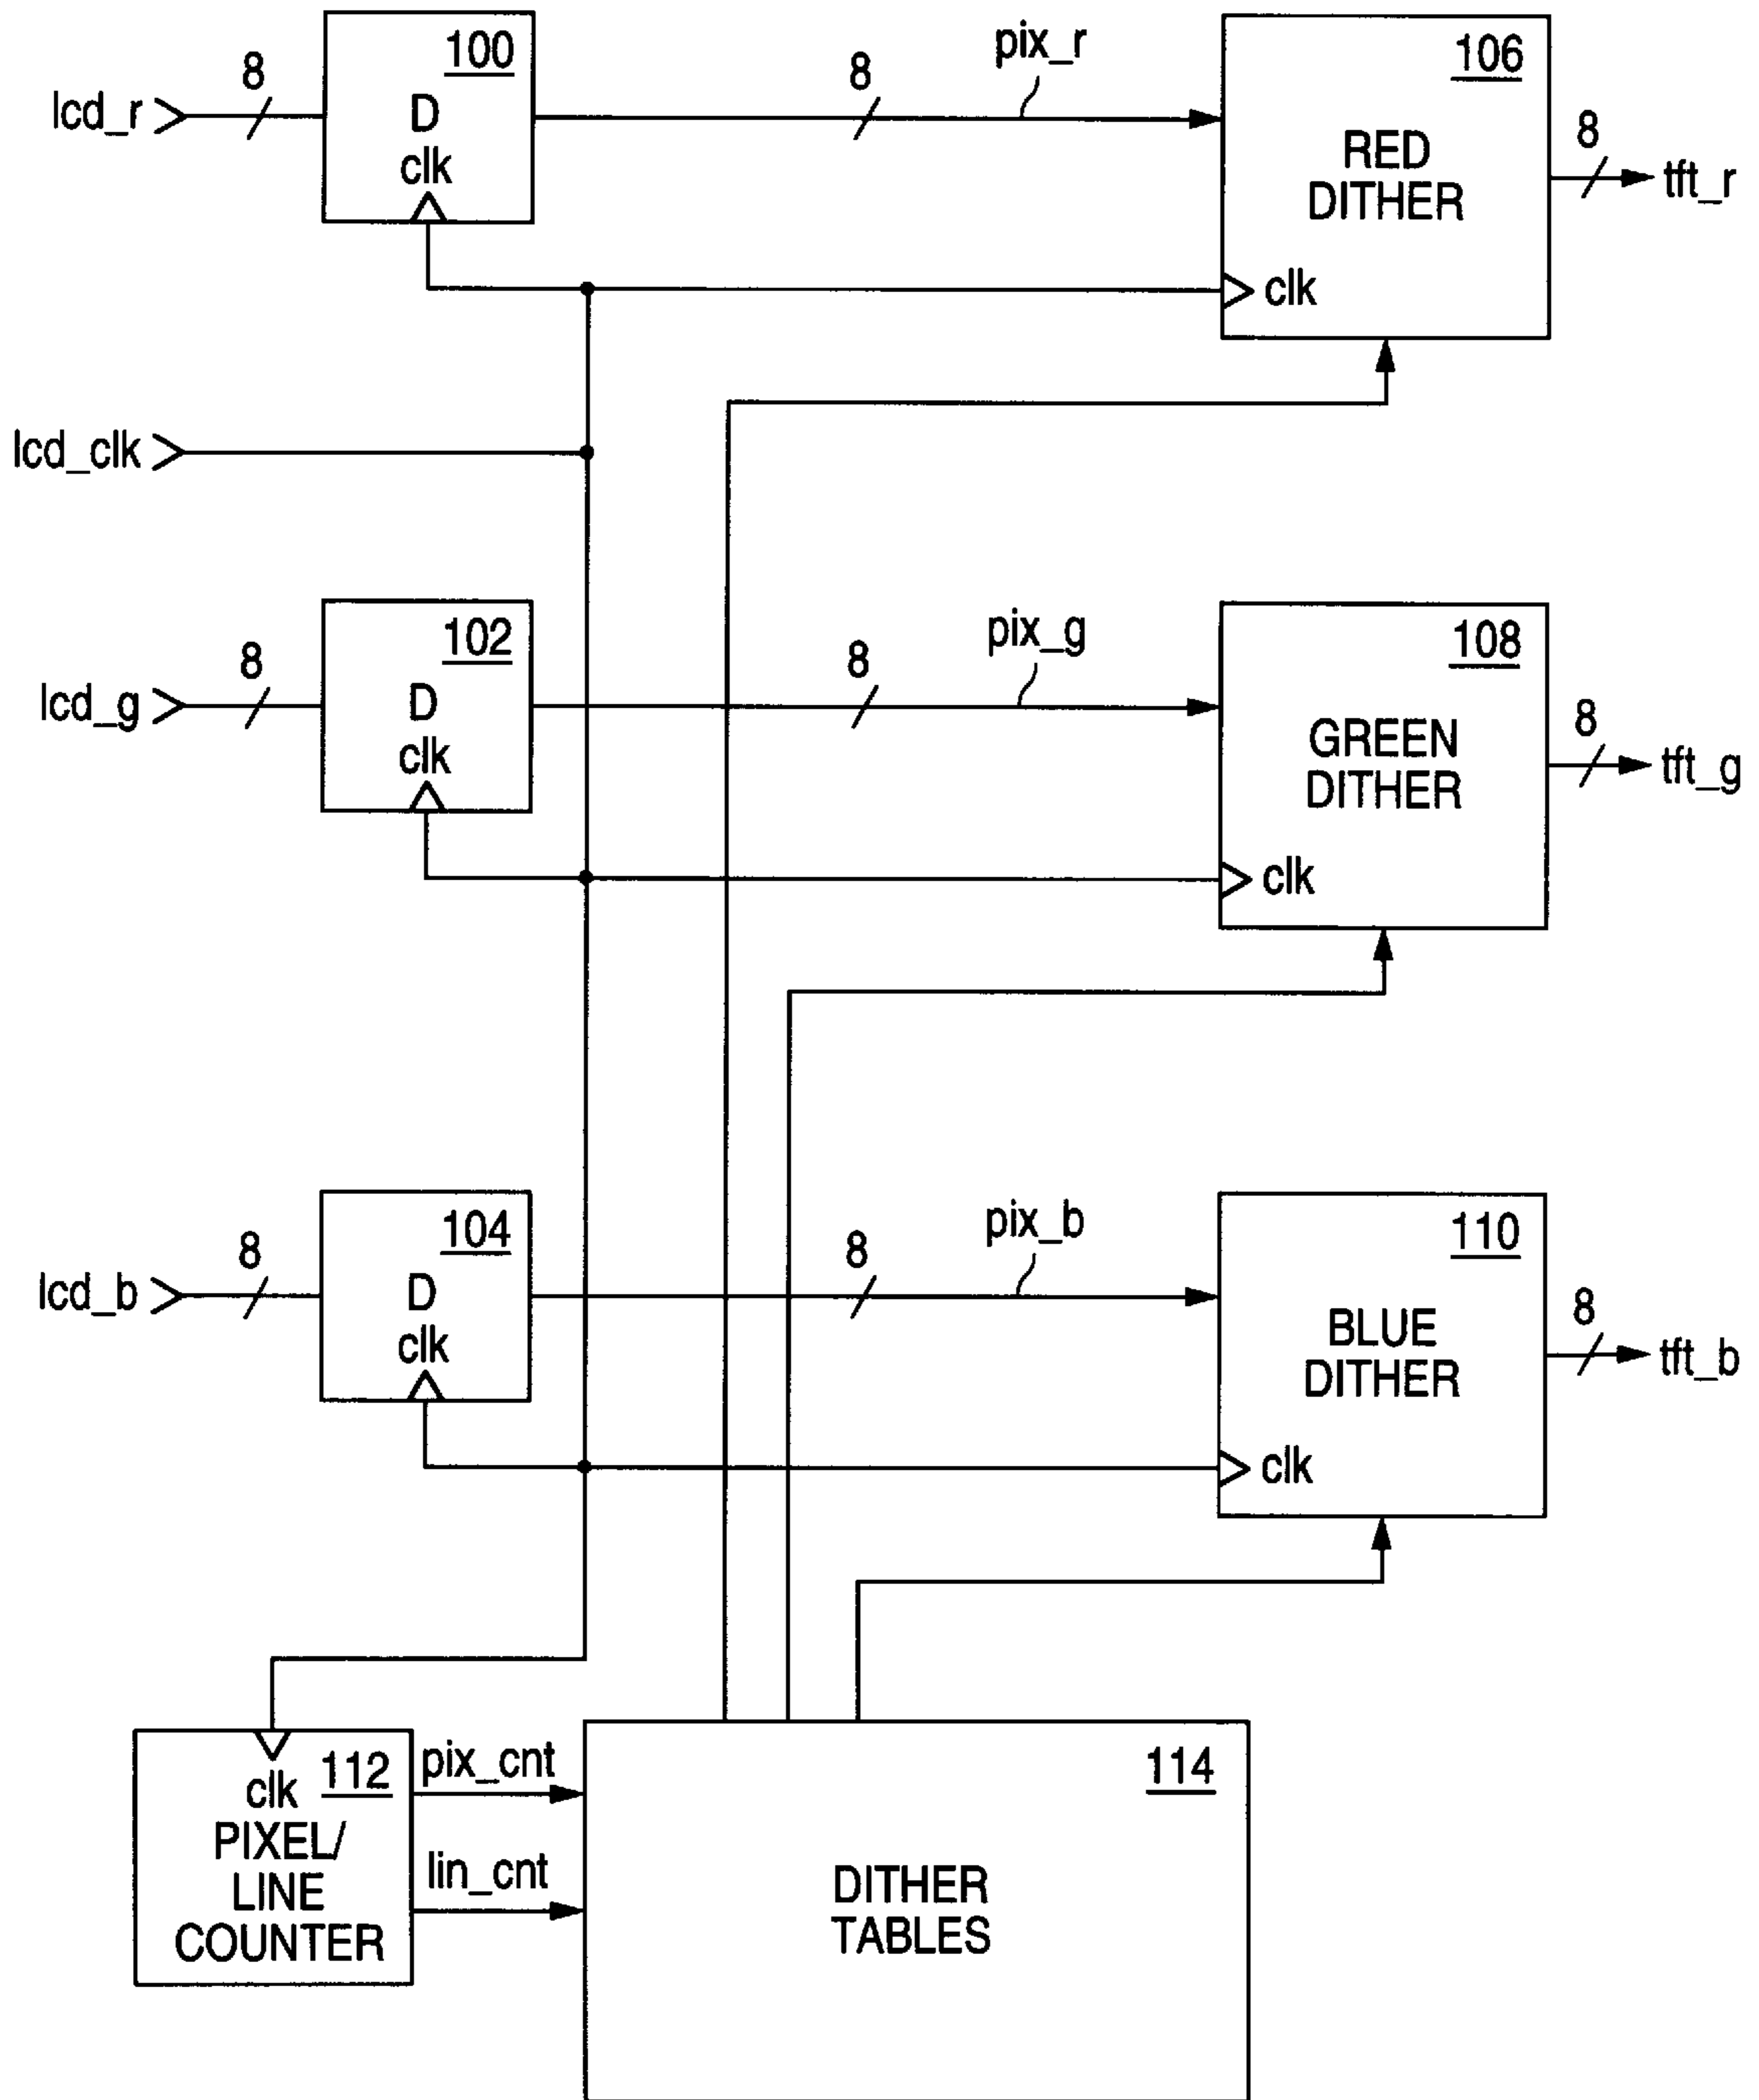 100
8
lcd_r
D
clk
8
pix_r
106
RED
DITHER
clk
8
tft_r
lcd_clk
102
8
lcd_g
D
clk
8
pix_g
108
GREEN
DITHER
clk
8
tft_g
104
8
lcd_b
D
clk
8
pix_b
110
BLUE
DITHER
clk
8
tft_b
clk
112
PIXEL/
LINE
COUNTER
pix_cnt
lin_cnt
114
DITHER
TABLES